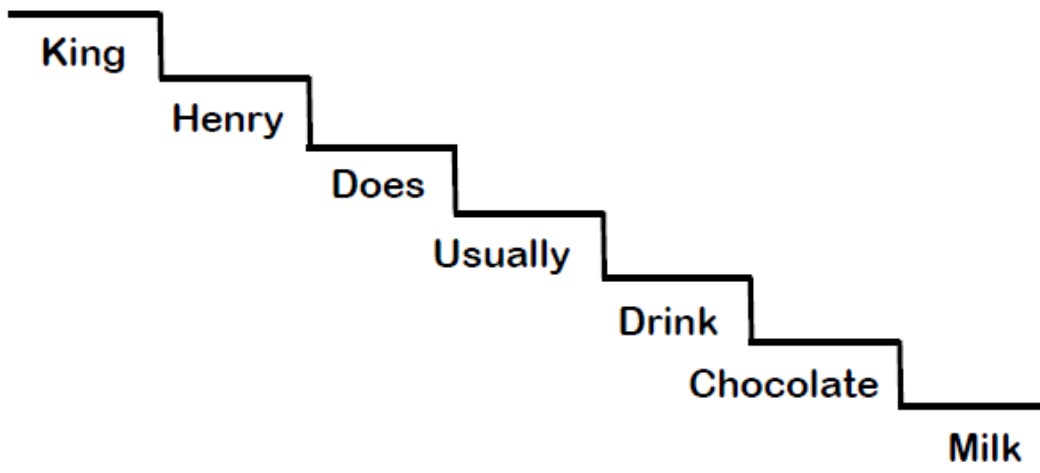 King
Henry
Does
Usually
Drink
Chocolate
Milk